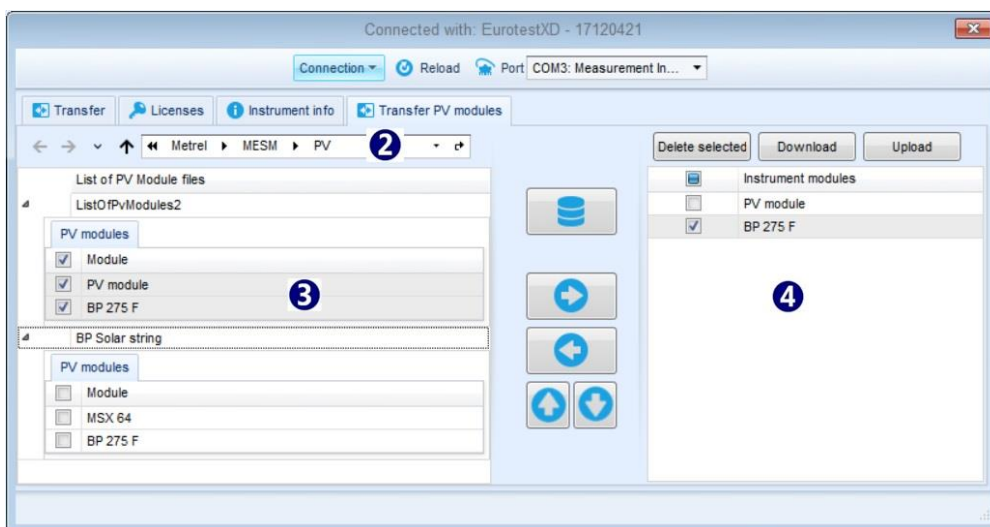 Connected with: EurotestXD - 17120421
Connection Reload Port COM3: Measurement In...
Transfer Licenses Instrument info Transfer PV modules
Metrel MESM PV 2
Delete selected Download Upload
List of PV Module files
ListOfPvModules2
PV modules
Module
PV module
BP 275 F
3
BP Solar string
PV modules
Module
MSX 64
BP 275 F
Instrument modules
PV module
BP 275 F
4